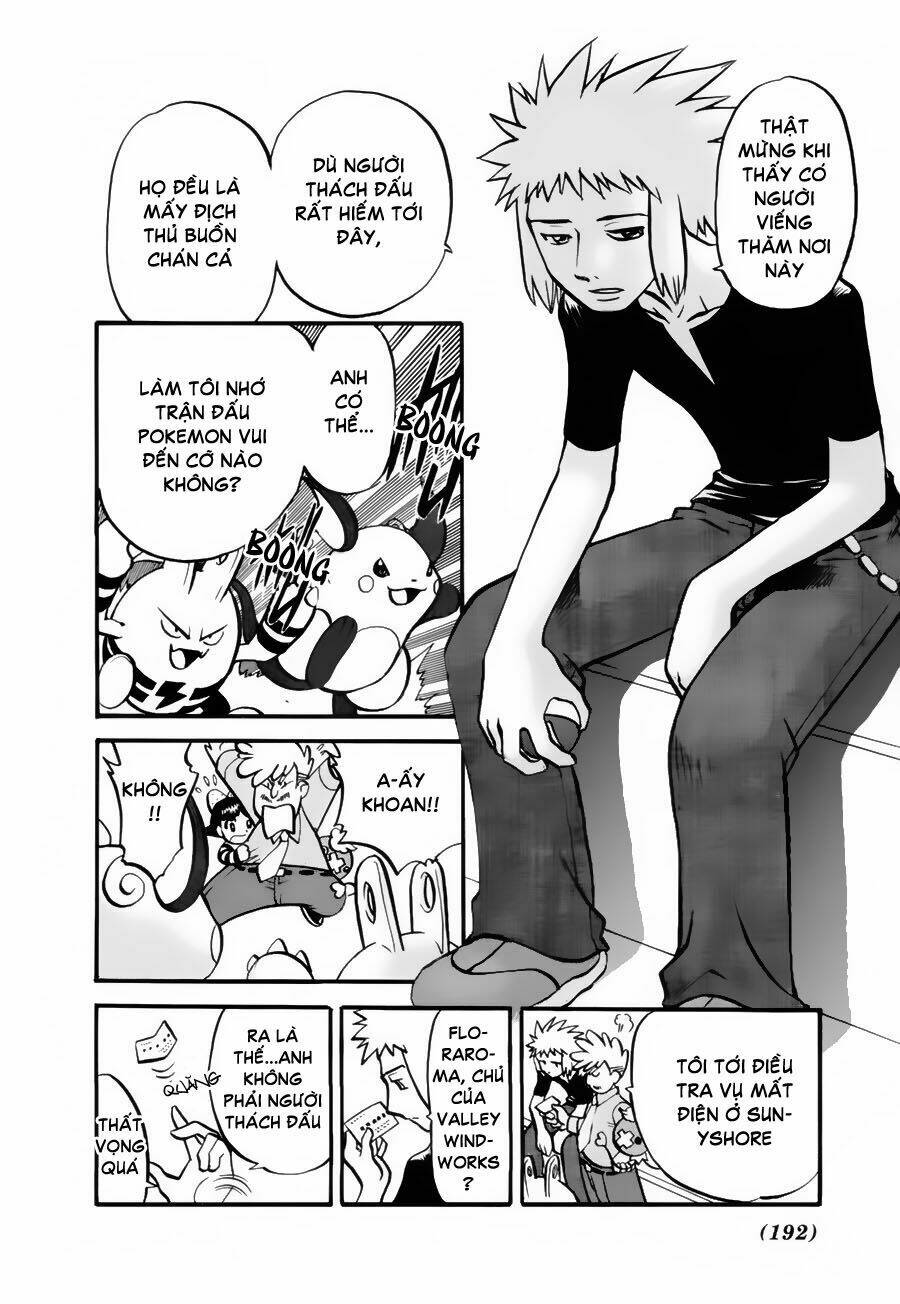 THẬT
MỪNG KHI
THẤY CÓ
NGƯỜI
VIẾNG
THĂM NƠI
NÀY
DÙ NGƯỜI
THÁCH ĐẤU
RẤT HIẾM TỚI
ĐÂY,
HỌ ĐỀU LÀ
MẤY ĐỊCH
THỦ BUỒN
CHÁN CẢ
ANH
CÓ
THỂ...
LÀM TÔI NHỚ
TRẬN ĐẤU
POKEMON VUI
ĐẾN CỠ NÀO
KHÔNG?
BOONG
BOONG
A-ẤY
KHOAN!!
KHÔNG
!!
TÔI TỚI ĐIỀU
TRA VỤ MẤT
ĐIỆN Ở SUN-
YSHORE
FLO-
RARO-
MA, CHỦ
CỦA
VALLEY
WIND-
WORKS
?
RA LÀ
THẾ...ANH
KHÔNG
PHẢI NGƯỜI
THÁCH ĐẤU
QUĂNG
THẤT
VỌNG
QUÁ
(192)